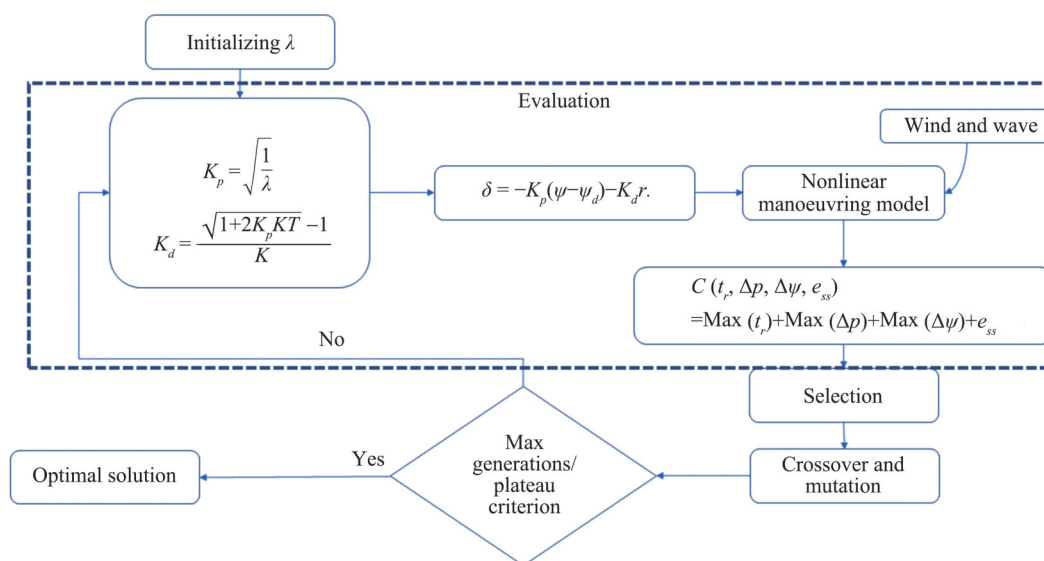 Initializing λ
Evaluation
Wind and wave
K_p = √(1/λ)
K_d = (√(1+2K_pKT) −1)/K
δ = −K_p(ψ−ψ_d)−K_d r.
Nonlinear
manoeuvring model
C (t_r, Δp, Δψ, e_ss)
=Max (t_r)+Max (Δp)+Max (Δψ)+e_ss
No
Selection
Crossover and
mutation
Max
generations/
plateau
criterion
Yes
Optimal solution